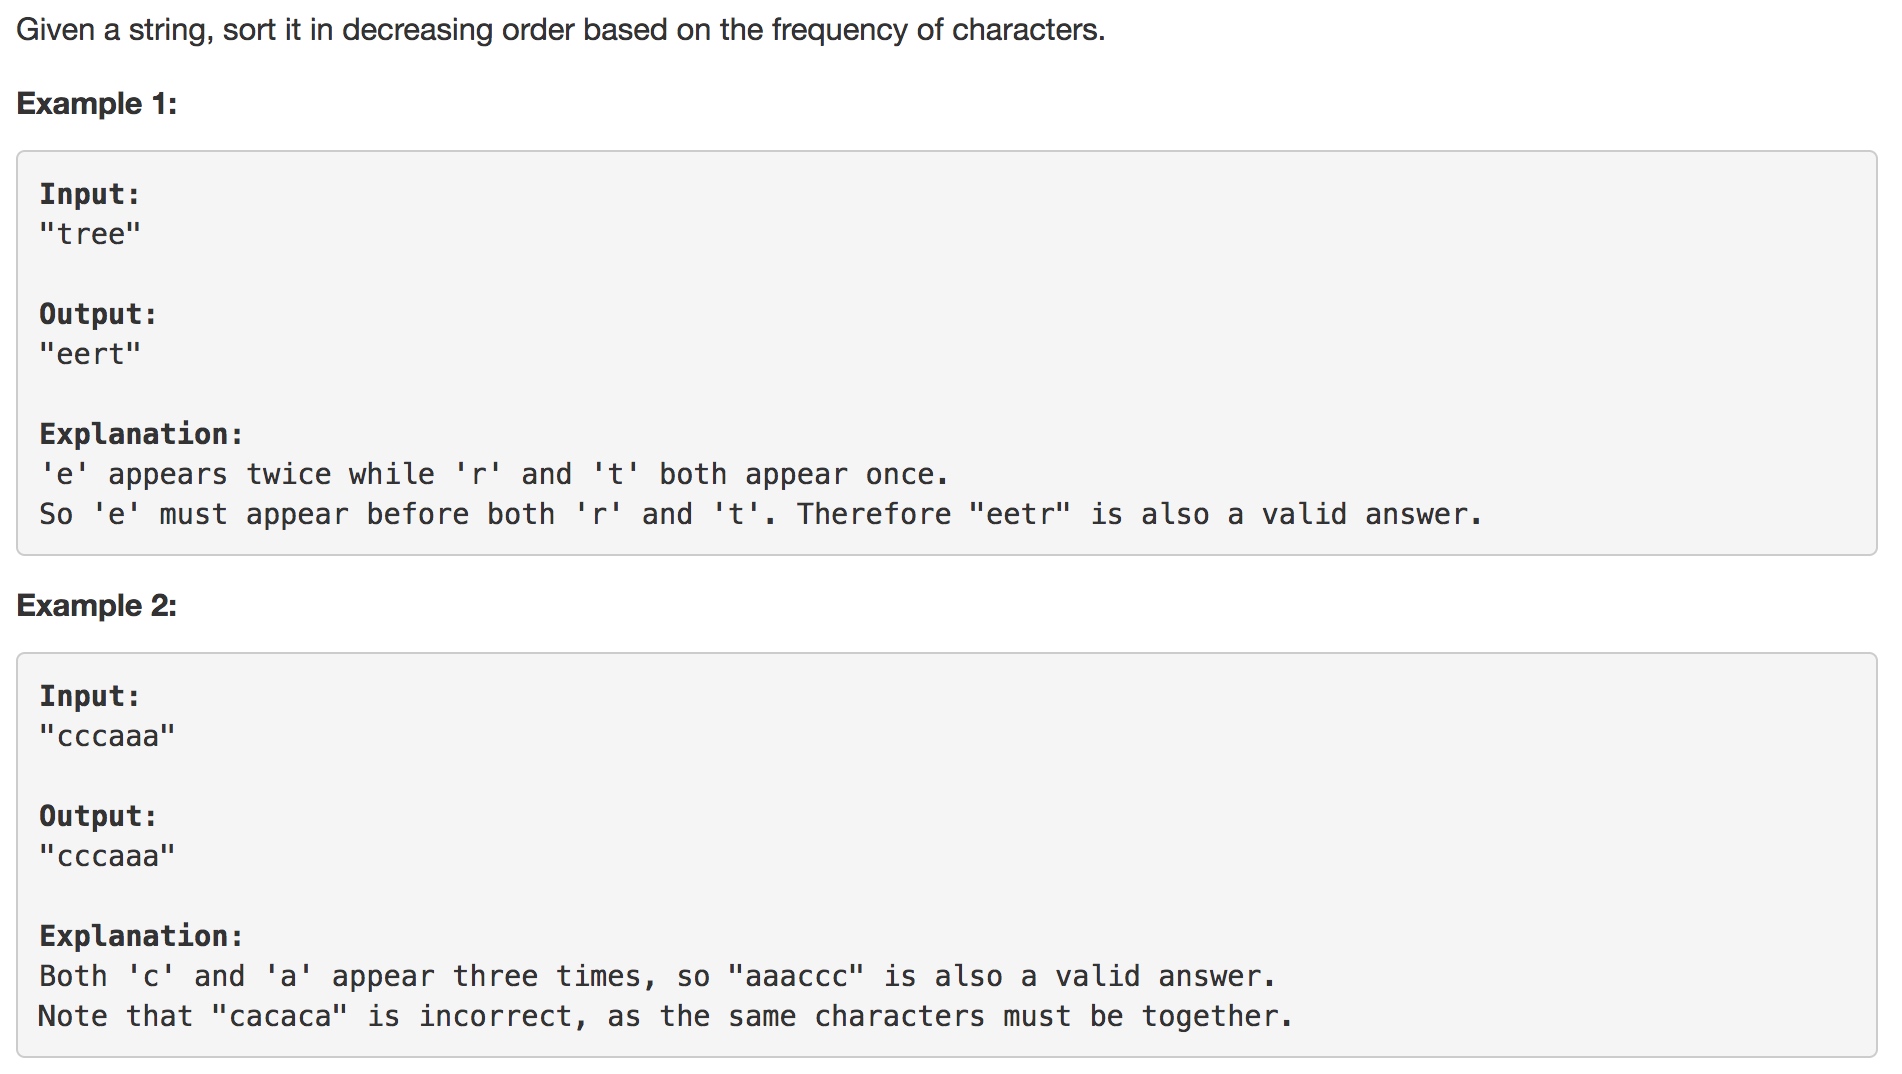 Given a string, sort it in decreasing order based on the frequency of characters.
Example 1:
Input:
"tree"
Output:
"eert"
Explanation:
'e' appears twice while 'r' and 't' both appear once.
So 'e' must appear before both 'r' and 't'. Therefore "eetr" is also a valid answer.
Example 2:
Input:
"cccaaa"
Output:
"cccaaa"
Explanation:
Both 'c' and 'a' appear three times, so "aaaccc" is also a valid answer.
Note that "cacaca" is incorrect, as the same characters must be together.